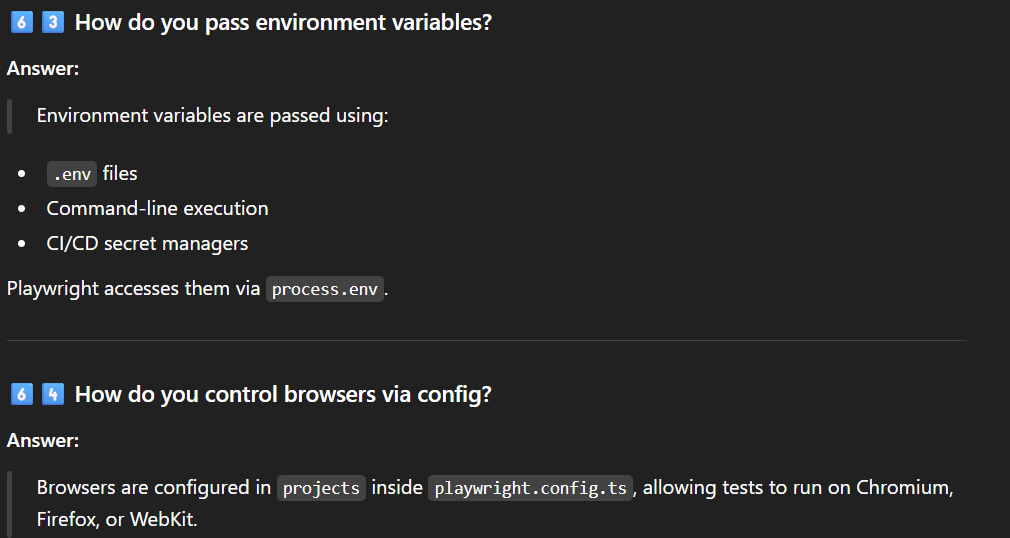 6️⃣ 3️⃣ How do you pass environment variables?
Answer:
Environment variables are passed using:
• .env files
• Command-line execution
• CI/CD secret managers
Playwright accesses them via process.env.
6️⃣ 4️⃣ How do you control browsers via config?
Answer:
Browsers are configured in projects inside playwright.config.ts, allowing tests to run on Chromium,
Firefox, or WebKit.